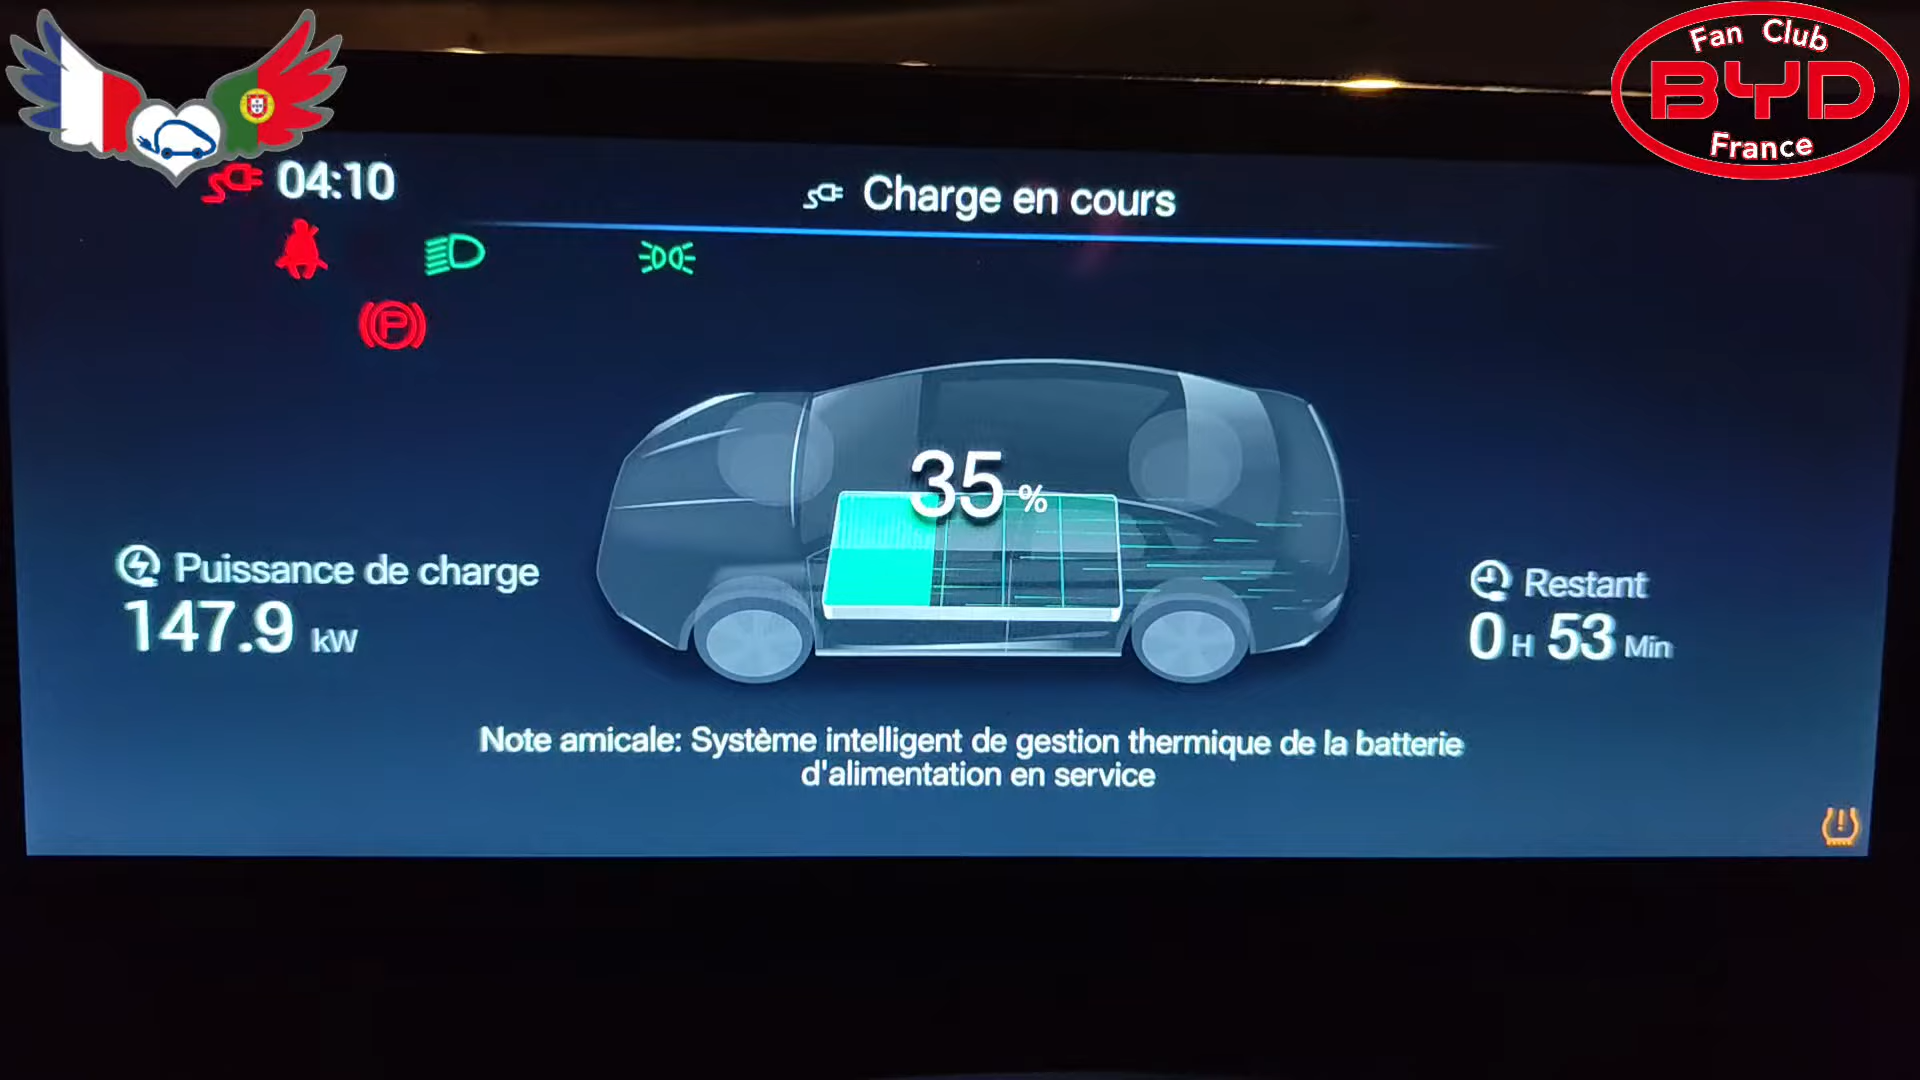 Fan Club
BYD
France
04:10
Charge en cours
35 %
Puissance de charge
147.9 kW
Restant
0 H 53 Min
Note amicale: Système intelligent de gestion thermique de la batterie
d'alimentation en service